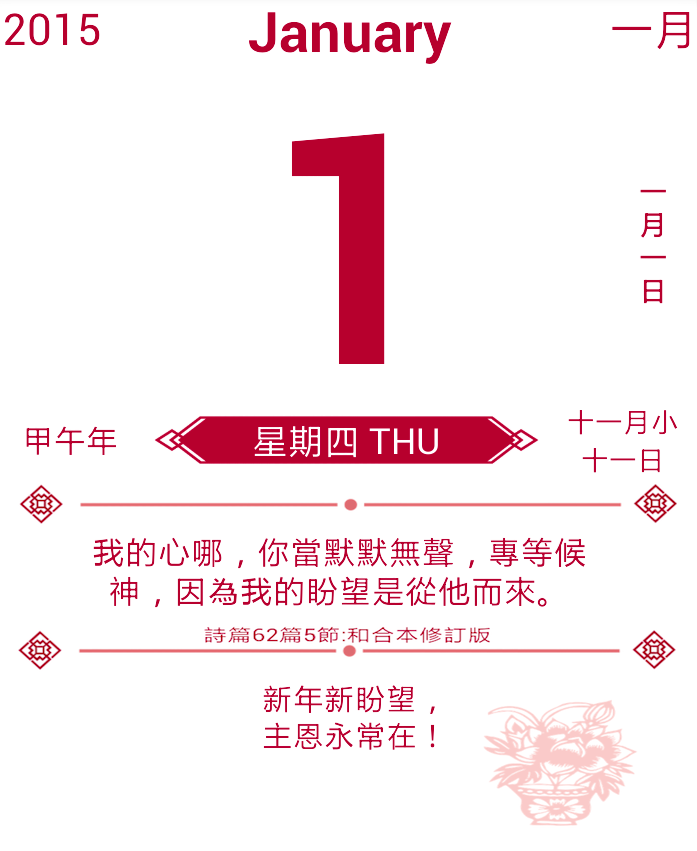 2015 January 一月
1
一月一日
甲午年
星期四 THU
十一月小
十一日
我的心哪，你當默默無聲，專等候
神，因為我的盼望是從他而來。
詩篇62篇5節:和合本修訂版
新年新盼望，
主恩永常在！